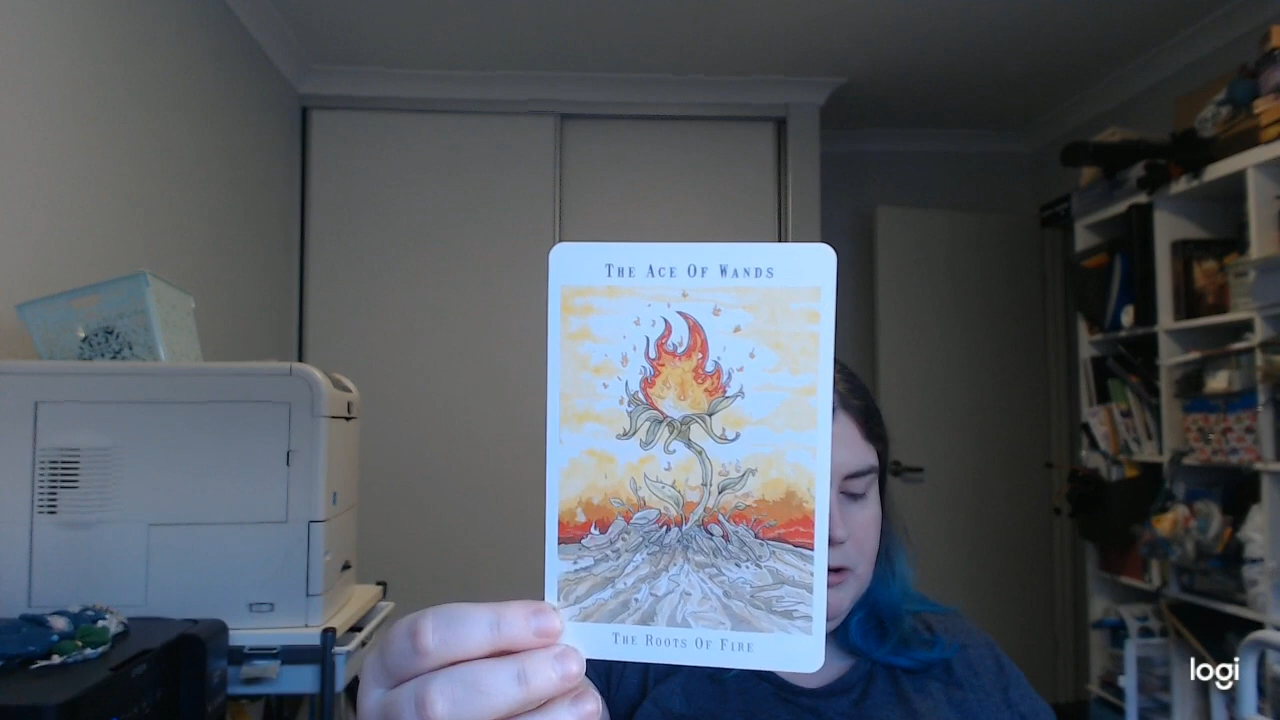 The Ace Of Wands
The Roots Of Fire
logi